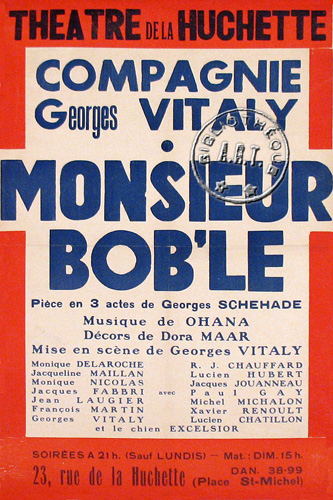 THEATRE DE LA HUCHETTE
COMPAGNIE
Georges VITALY
BIBLIOTHÈQUE
A.R.T.
MONSIEUR
BOB'LE
Pièce en 3 actes de Georges SCHEHADE
Musique de OHANA
Décors de Dora MAAR
Mise en scène de Georges VITALY
Monique DELAROCHE
Jacqueline MAILLAN
Monique NICOLAS
Jacques FABBRI
Jean LAUGIER
François MARTIN
Georges VITALY
avec
R. J. CHAUFFARD
Lucien HUBERT
Jacques JOUANNEAU
Paul GAY
Michel MICHALON
Xavier RENOULT
Lucien CHATILLON
et le chien EXCELSIOR
SOIRÉES A 21 h. (Sauf LUNDIS) - Mat: DIM. 15 h.
23, rue de la Huchette DAN. 38-99
(Place St-Michel)